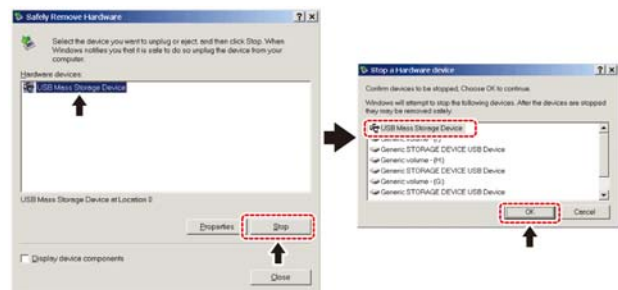 Safely Remove Hardware
Select the device you want to unplug or eject, and then click Stop. When
Windows notifies you that it is safe to do so unplug the device from your
computer.
Hardware devices:
USB Mass Storage Device
USB Mass Storage Device at Location 0
Properties
Stop
Display device components
Close
Stop a Hardware device
Confirm devices to be stopped, Choose OK to continue.
Windows will attempt to stop the following devices. After the devices are stopped
they may be removed safely.
USB Mass Storage Device
Generic volume - (I:)
Generic STORAGE DEVICE USB Device
Generic volume - (H:)
Generic STORAGE DEVICE USB Device
Generic volume - (G:)
Generic STORAGE DEVICE USB Device
OK
Cancel